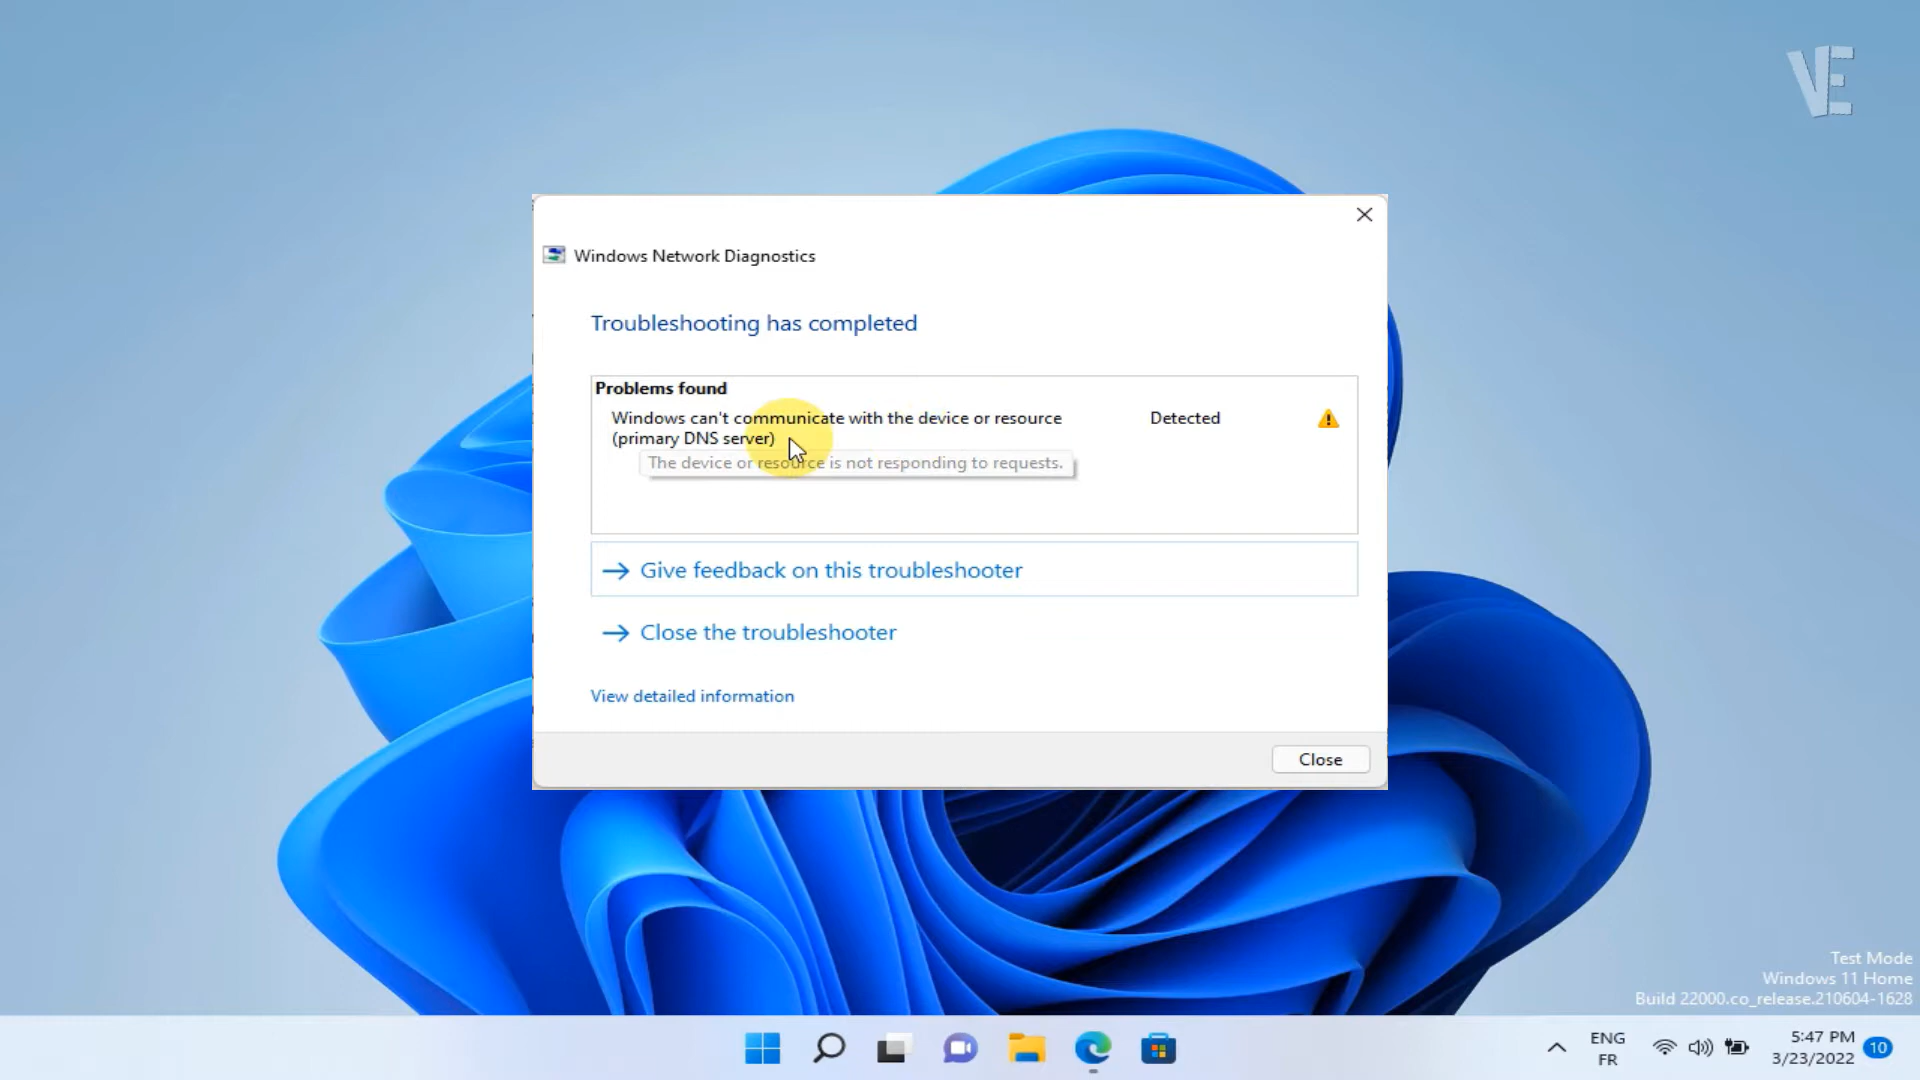 VE
Windows Network Diagnostics
Troubleshooting has completed
Problems found
Windows can't communicate with the device or resource
(primary DNS server)
Detected
The device or resource is not responding to requests.
Give feedback on this troubleshooter
Close the troubleshooter
View detailed information
Close
Test Mode
Windows 11 Home
Build 22000.co_release.210604-1628
ENG
FR
5:47 PM
3/23/2022
10